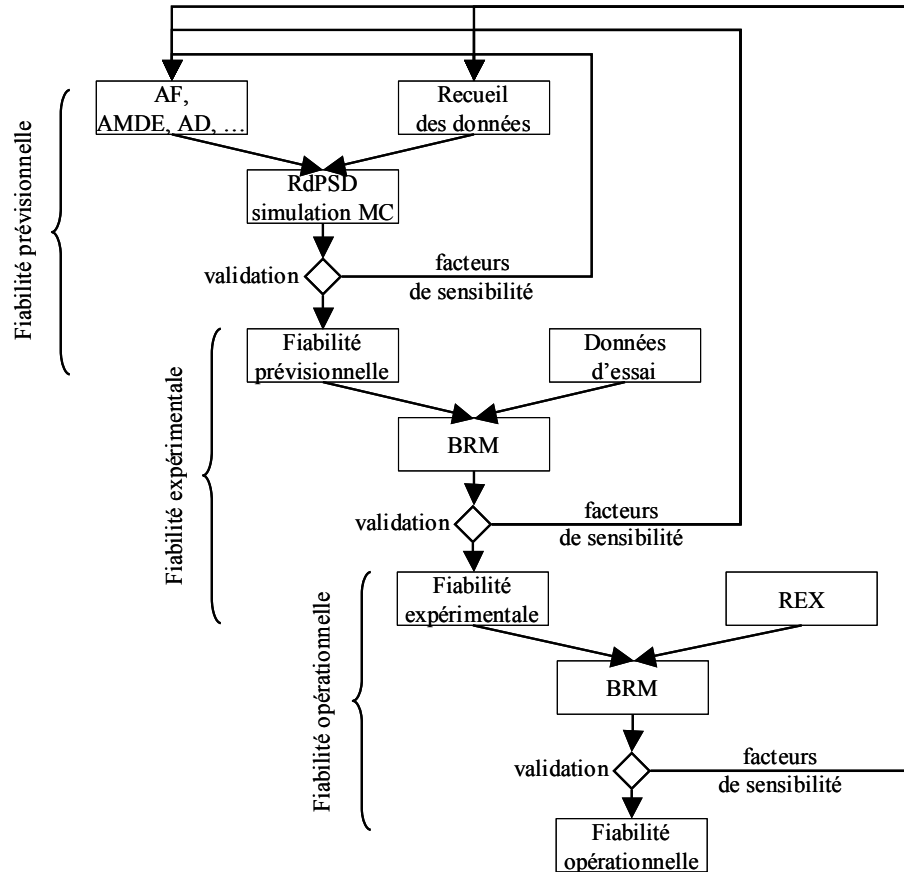 AF,
AMDE, AD, …
Recueil
des données
RdPSD
simulation MC
validation
facteurs
de sensibilité
Fiabilité prévisionnelle
Fiabilité
prévisionnelle
Données
d'essai
BRM
validation
facteurs
de sensibilité
Fiabilité expérimentale
Fiabilité
expérimentale
REX
BRM
validation
facteurs
de sensibilité
Fiabilité opérationnelle
Fiabilité
opérationnelle